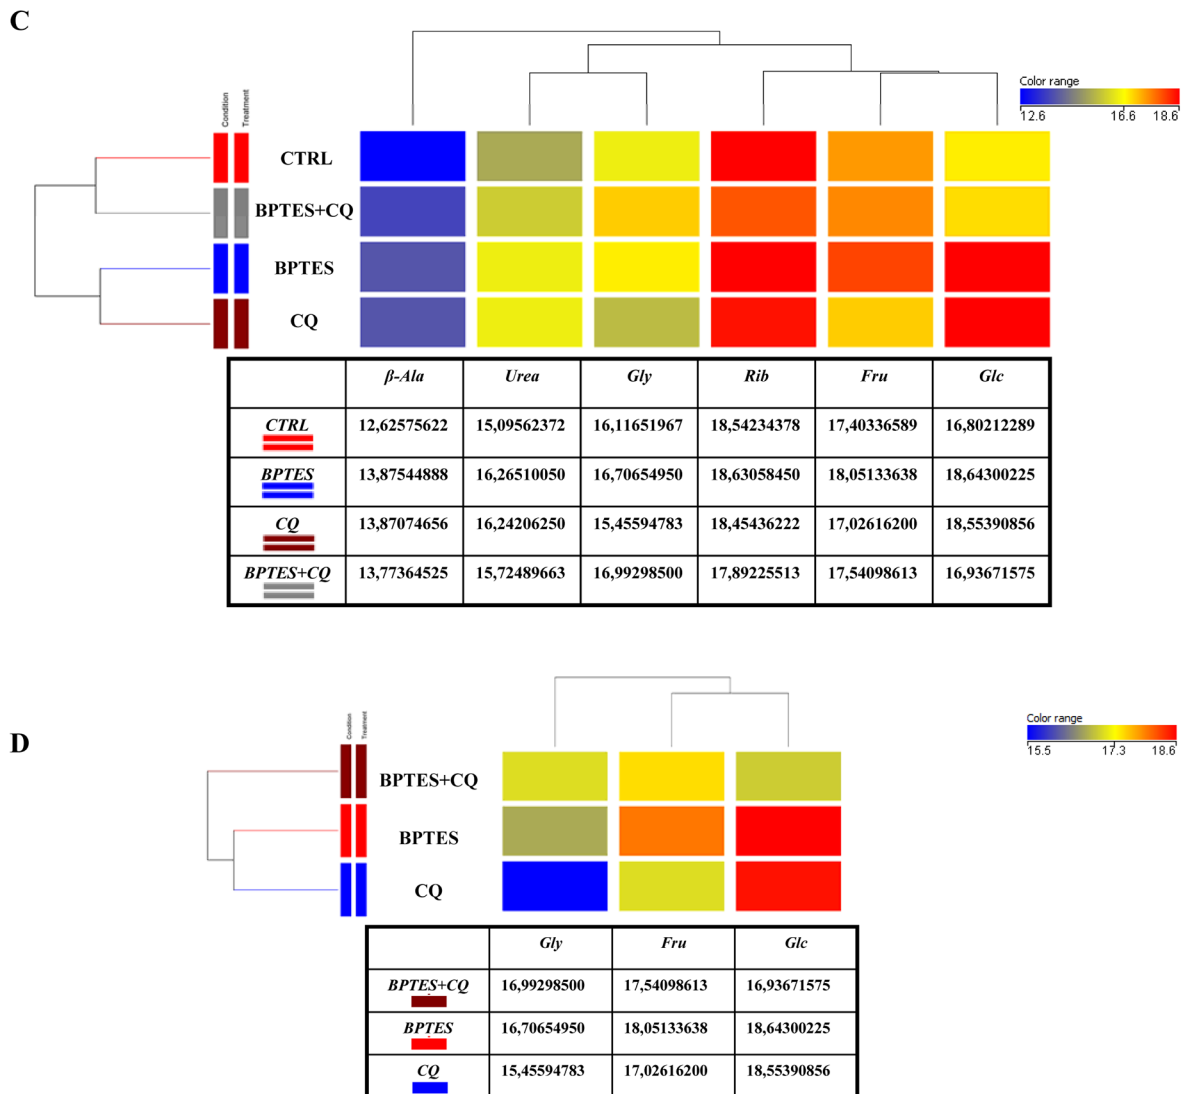 C
Color range
12.6 16.6 18.6
Condition
Treatment
CTRL
BPTES+CQ
BPTES
CQ
β-Ala Urea Gly Rib Fru Glc
CTRL 12,62575622 15,09562372 16,11651967 18,54234378 17,40336589 16,80212289
BPTES 13,87544888 16,26510050 16,70654950 18,63058450 18,05133638 18,64300225
CQ 13,87074656 16,24206250 15,45594783 18,45436222 17,02616200 18,55390856
BPTES+CQ 13,77364525 15,72489663 16,99298500 17,89225513 17,54098613 16,93671575
D
Color range
15.5 17.3 18.6
Condition
Treatment
BPTES+CQ
BPTES
CQ
Gly Fru Glc
BPTES+CQ 16,99298500 17,54098613 16,93671575
BPTES 16,70654950 18,05133638 18,64300225
CQ 15,45594783 17,02616200 18,55390856